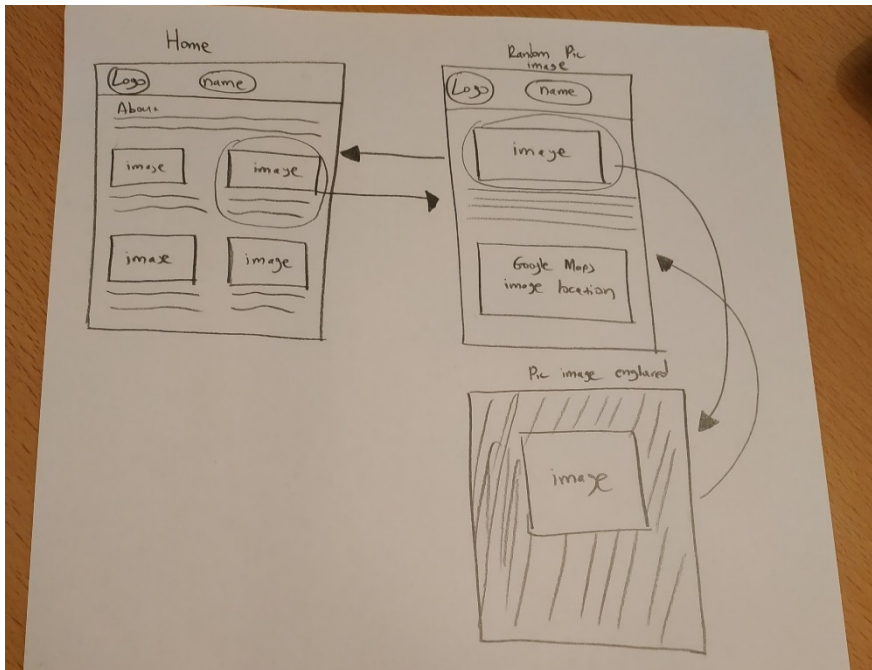 Home
Logo
name
About
image
image
image
image
Random Pic
image
Logo
name
image
Google Maps
image location
Pic image englared
image